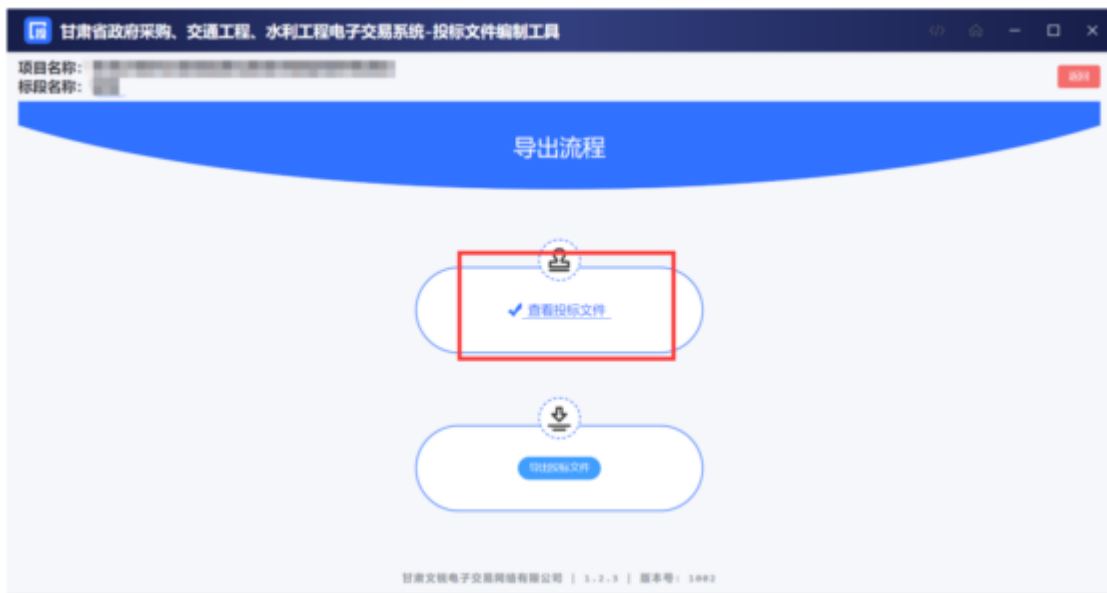 甘肃省政府采购、交通工程、水利工程电子交易系统-投标文件编制工具
项目名称：
标段名称：
返回
导出流程
查看投标文件
导出投标文件
甘肃文锐电子交易网络有限公司 | 1.2.3 | 版本号: 1002